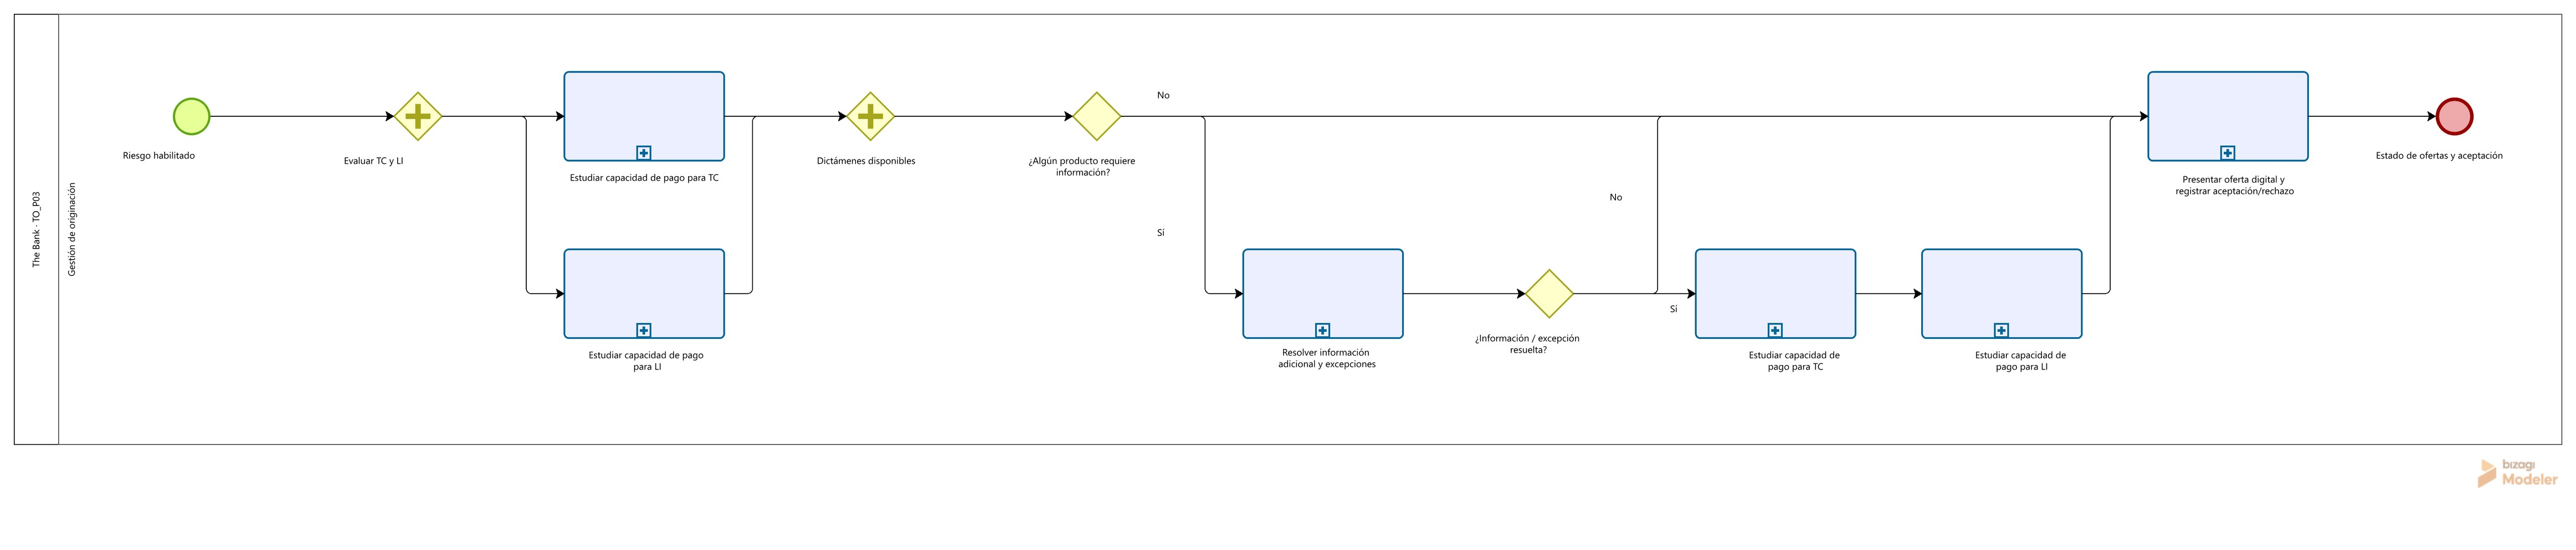 The Bank - TO_P03
Gestión de originación
Riesgo habilitado
Evaluar TC y LI
Estudiar capacidad de pago para TC
Estudiar capacidad de pago
para LI
Dictámenes disponibles
¿Algún producto requiere
información?
No
Sí
Resolver información
adicional y excepciones
¿Información / excepción
resuelta?
No
Sí
Estudiar capacidad de
pago para TC
Estudiar capacidad de
pago para LI
Presentar oferta digital y
registrar aceptación/rechazo
Estado de ofertas y aceptación
bizagi
Modeler